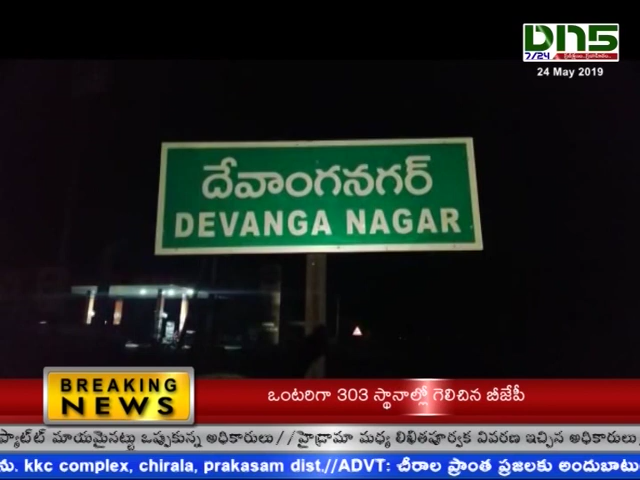 DNS
7/24
24 May 2019
దేవాంగనగర్
DEVANGA NAGAR
BREAKING
NEWS
ఒంటరిగా 303 స్థానాల్లో గెలిచిన బీజేపీ
మాయమైనట్టు ఒప్పుకున్న అధికారులు//హైడ్రామా మధ్య లిఖితపూర్వక వివరణ ఇచ్చిన అధికారులు
ను. kkc complex, chirala, prakasam dist.//ADVT: చీరాల ప్రాంత ప్రజలకు అందుబాటు